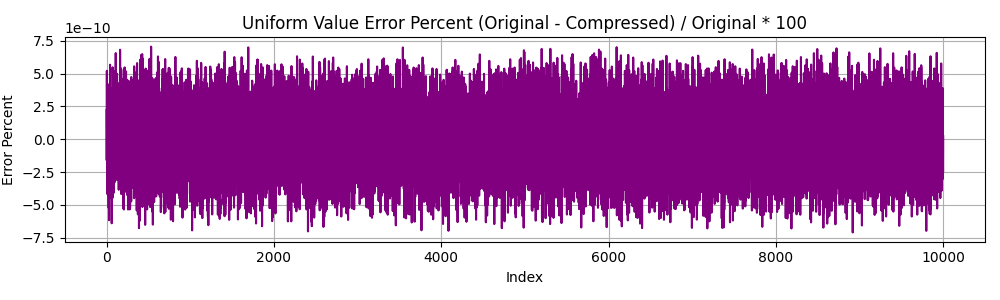 Uniform Value Error Percent (Original - Compressed) / Original * 100
1e−10
7.5
5.0
2.5
0.0
−2.5
−5.0
−7.5
Error Percent
0 2000 4000 6000 8000 10000
Index